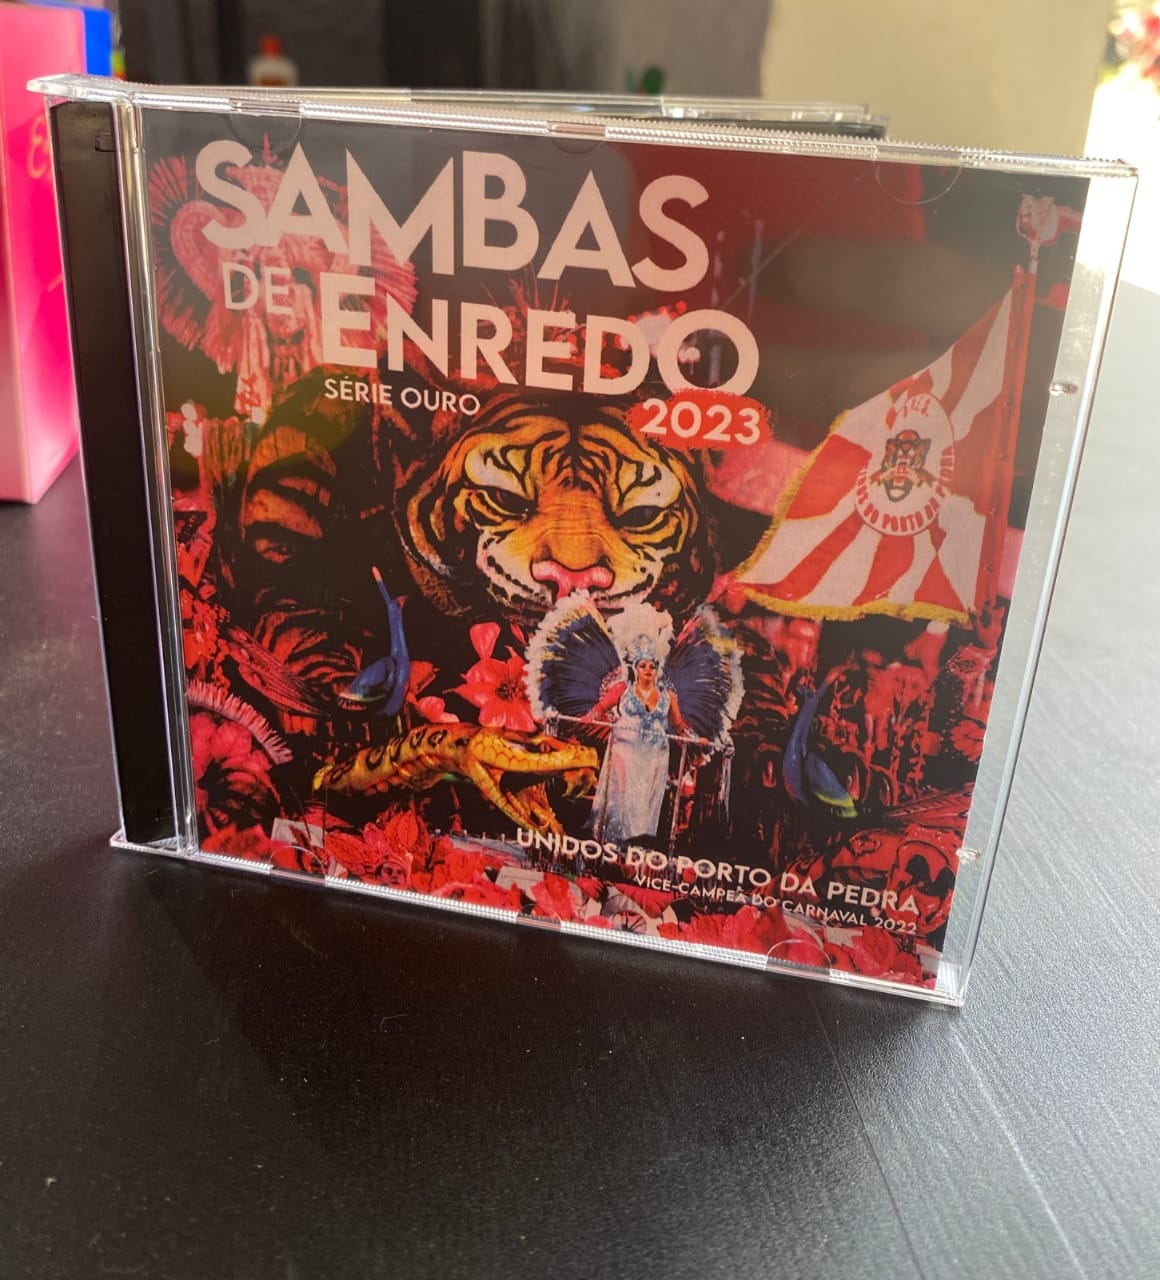 SAMBAS
DE ENREDO
SÉRIE OURO
2023
UNIDOS DO PORTO DA PEDRA
VICE-CAMPEÃ DO CARNAVAL 2022